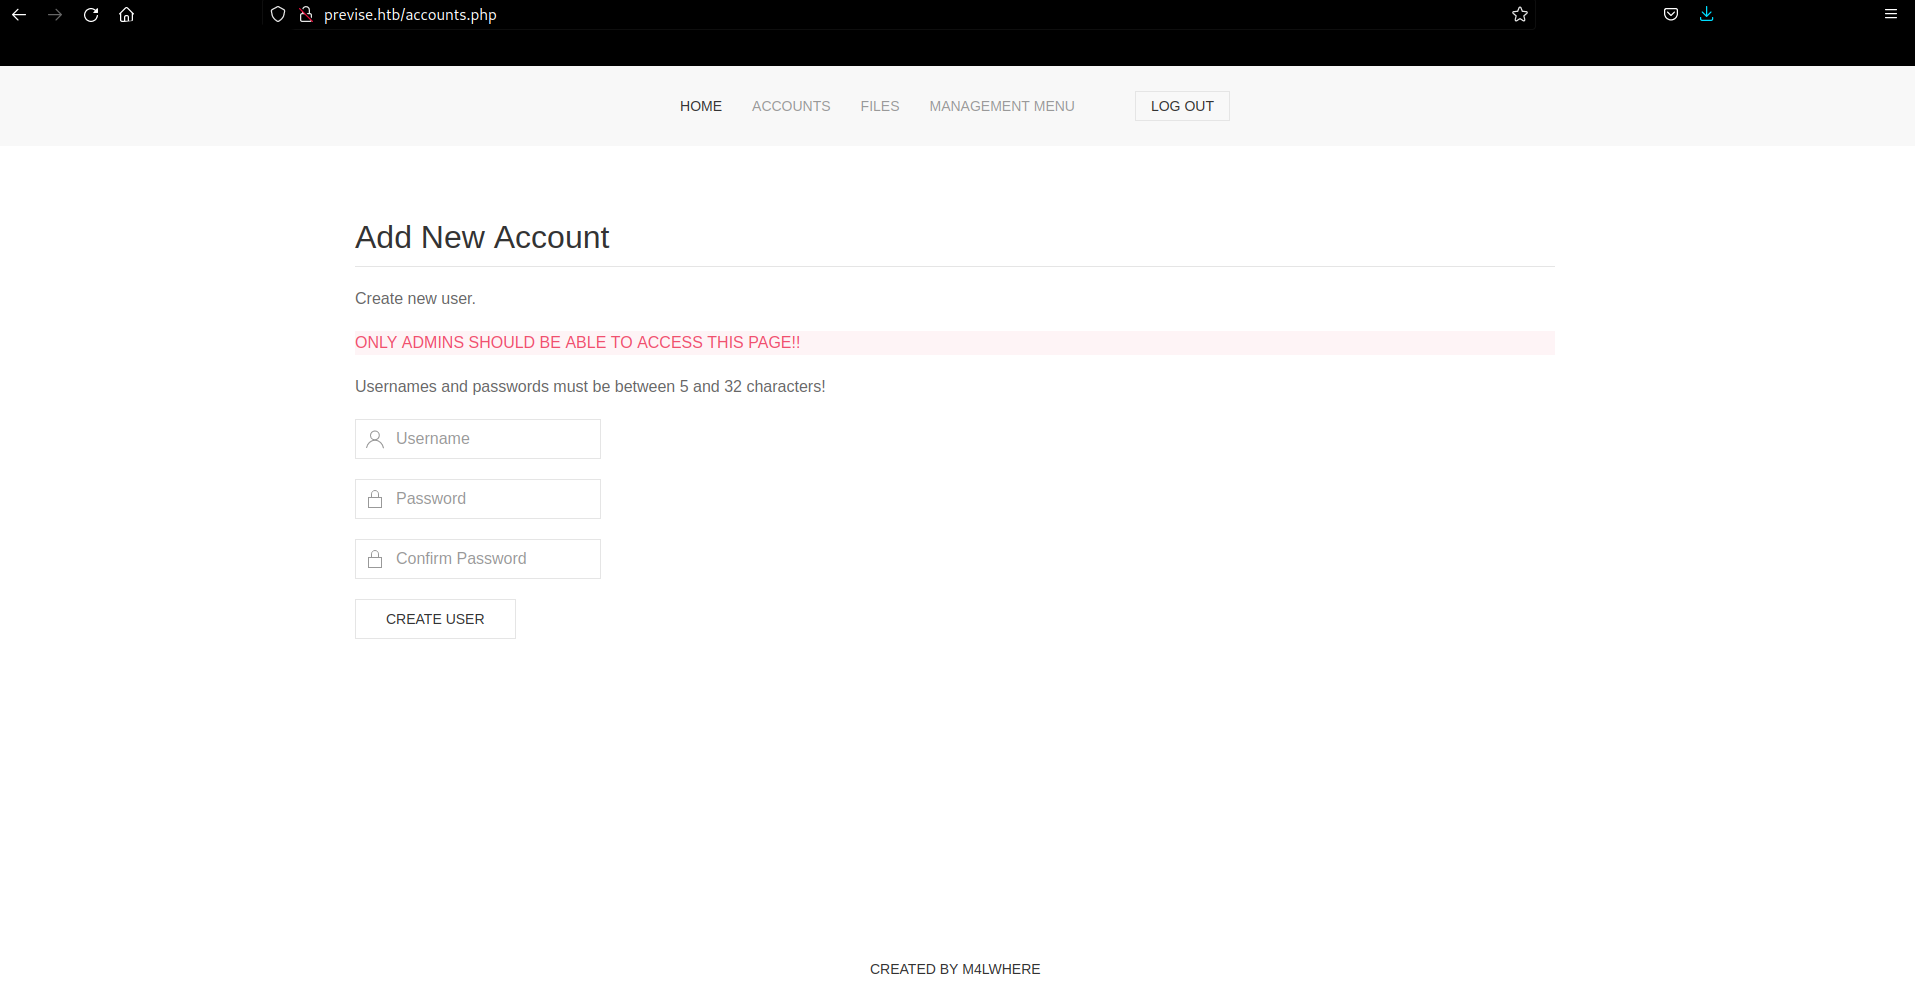 previse.htb/accounts.php
HOME ACCOUNTS FILES MANAGEMENT MENU LOG OUT
Add New Account
Create new user.
ONLY ADMINS SHOULD BE ABLE TO ACCESS THIS PAGE!!
Usernames and passwords must be between 5 and 32 characters!
Username
Password
Confirm Password
CREATE USER
CREATED BY M4LWHERE